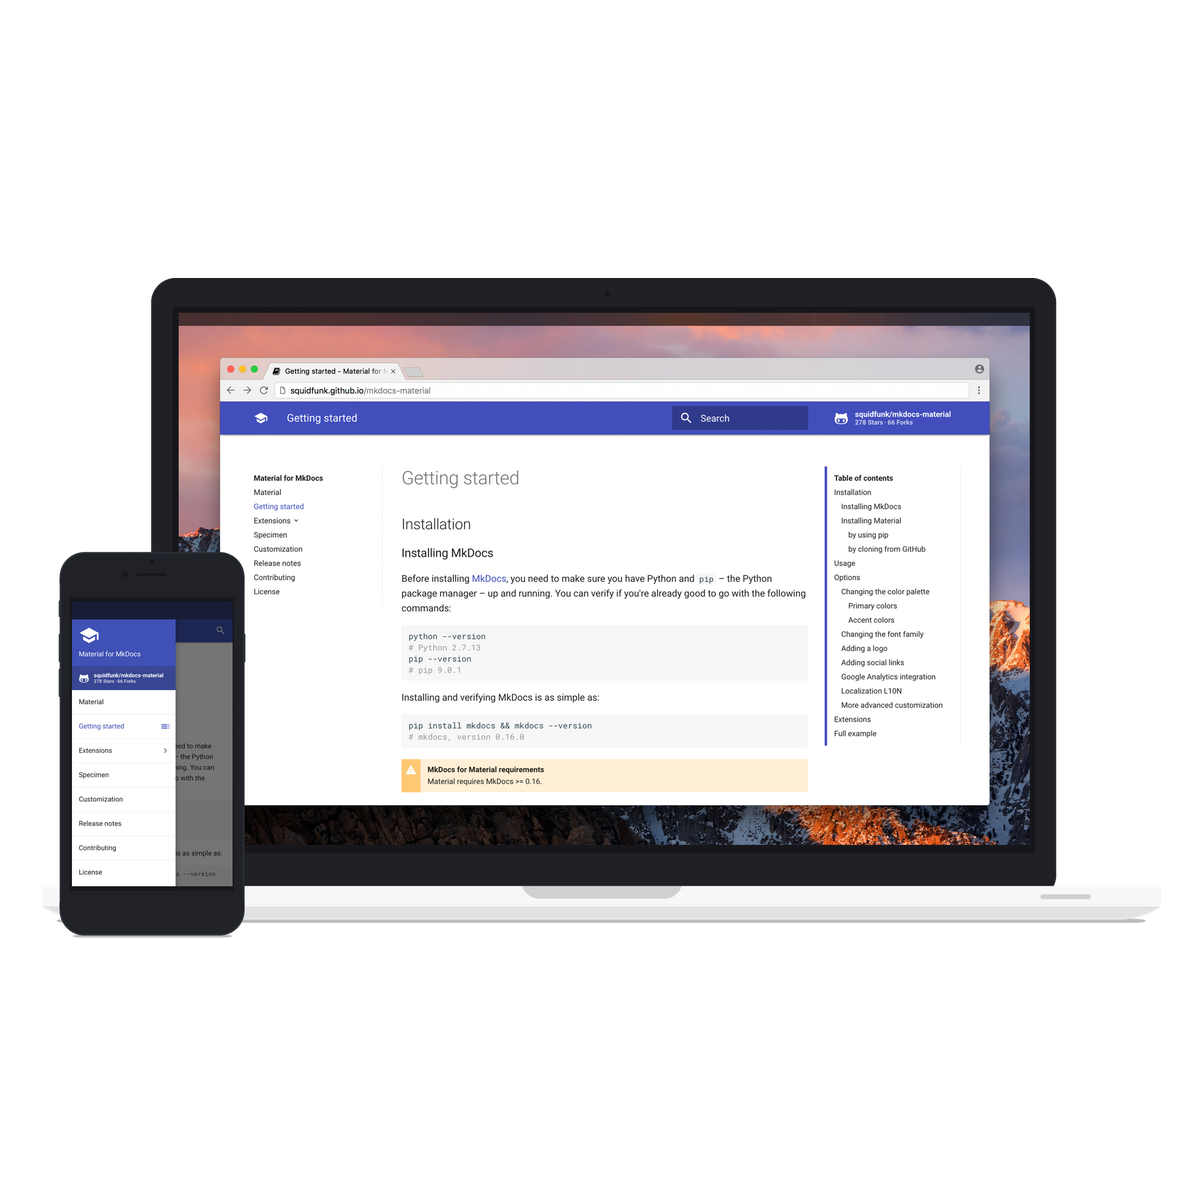 Getting started - Material for M
squidfunk.github.io/mkdocs-material
Getting started
Search
squidfunk/mkdocs-material
278 Stars · 66 Forks
Material for MkDocs
Material
Getting started
Extensions
Specimen
Customization
Release notes
Contributing
License
Getting started
Installation
Installing MkDocs
Before installing MkDocs, you need to make sure you have Python and pip – the Python
package manager – up and running. You can verify if you're already good to go with the following
commands:
python --version
# Python 2.7.13
pip --version
# pip 9.0.1
Installing and verifying MkDocs is as simple as:
pip install mkdocs && mkdocs --version
# mkdocs, version 0.16.0
MkDocs for Material requirements
Material requires MkDocs >= 0.16.
Table of contents
Installation
Installing MkDocs
Installing Material
by using pip
by cloning from GitHub
Usage
Options
Changing the color palette
Primary colors
Accent colors
Changing the font family
Adding a logo
Adding social links
Google Analytics integration
Localization L10N
More advanced customization
Extensions
Full example
Material for MkDocs
squidfunk/mkdocs-material
278 Stars · 66 Forks
Material
Getting started
Extensions
Specimen
Customization
Release notes
Contributing
License
to make
– the Python
You can
with the
is as simple as:
--version